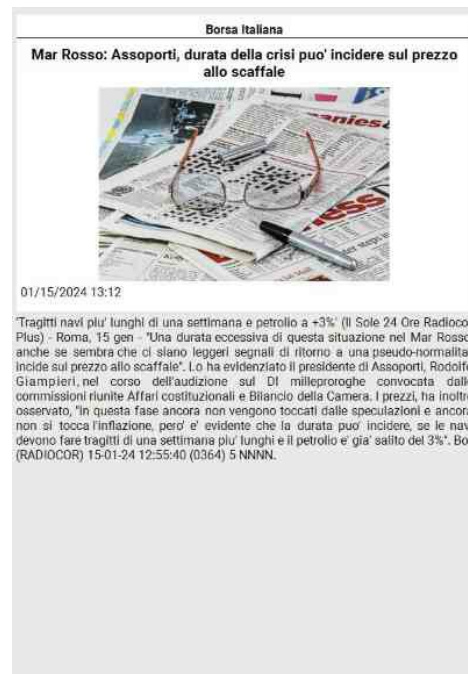 Borsa Italiana
Mar Rosso: Assoporti, durata della crisi puo' incidere sul prezzo
allo scaffale
01/15/2024 13:12
'Tragitti navi piu' lunghi di una settimana e petrolio a +3%' (Il Sole 24 Ore Radiocor
Plus) - Roma, 15 gen - "Una durata eccessiva di questa situazione nel Mar Rosso,
anche se sembra che ci siano leggeri segnali di ritorno a una pseudo-normalita'
incide sul prezzo allo scaffale". Lo ha evidenziato il presidente di Assoporti, Rodolfo
Giampieri, nel corso dell'audizione sul Dl milleproroghe convocata dalle
commissioni riunite Affari costituzionali e Bilancio della Camera. I prezzi, ha inoltre
osservato, "in questa fase ancora non vengono toccati dalle speculazioni e ancora
non si tocca l'inflazione, pero' e' evidente che la durata puo' incidere, se le navi
devono fare tragitti di una settimana piu' lunghi e il petrolio e' gia' salito del 3%". Bof
(RADIOCOR) 15-01-24 12:55:40 (0364) 5 NNNN.